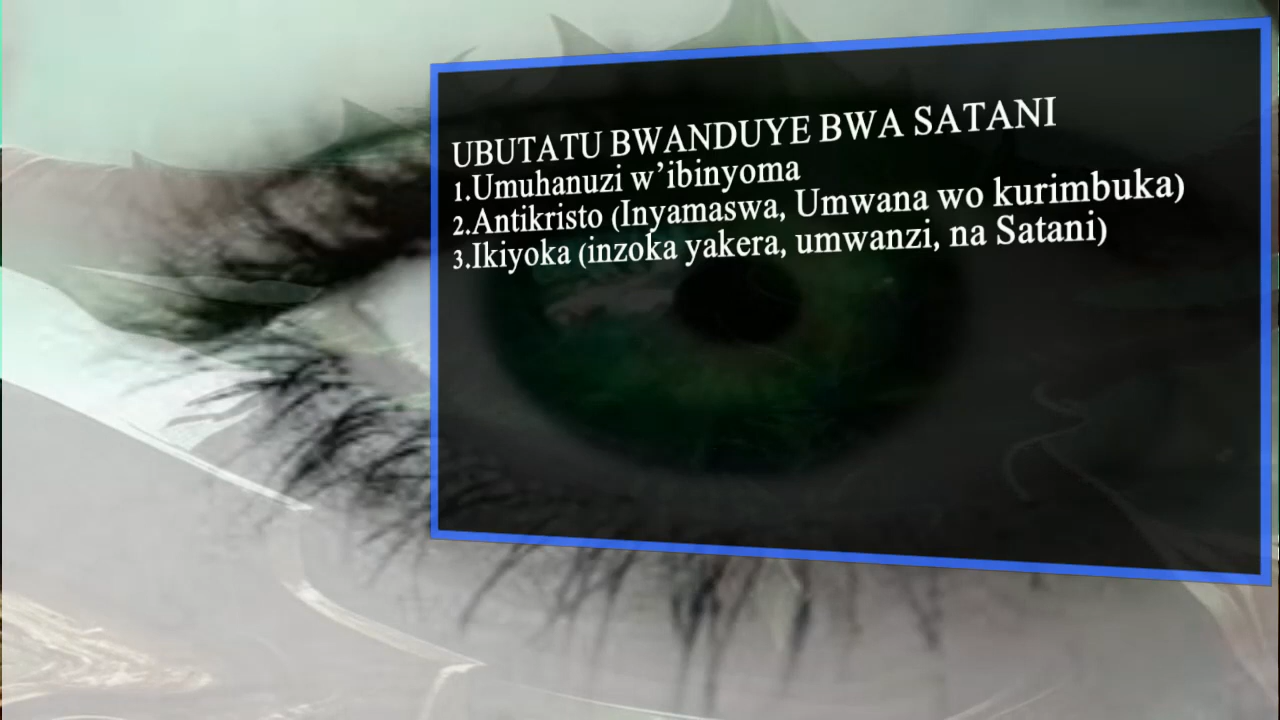 UBUTATU BWANDUYE BWA SATANI
1.Umuhanuzi w’ibinyoma
2.Antikristo (Inyamaswa, Umwana wo kurimbuka)
3.Ikiyoka (inzoka yakera, umwanzi, na Satani)